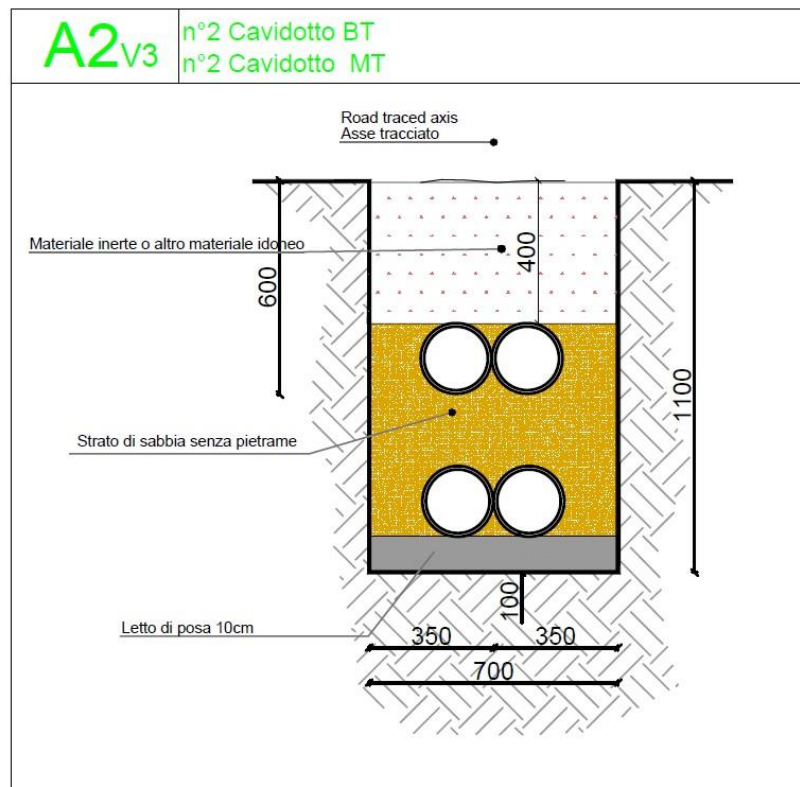 A2V3
n°2 Cavidotto BT
n°2 Cavidotto MT
Road traced axis
Asse tracciato
Materiale inerte o altro materiale idoneo
400
600
1100
Strato di sabbia senza pietrame
100
Letto di posa 10cm
350
350
700